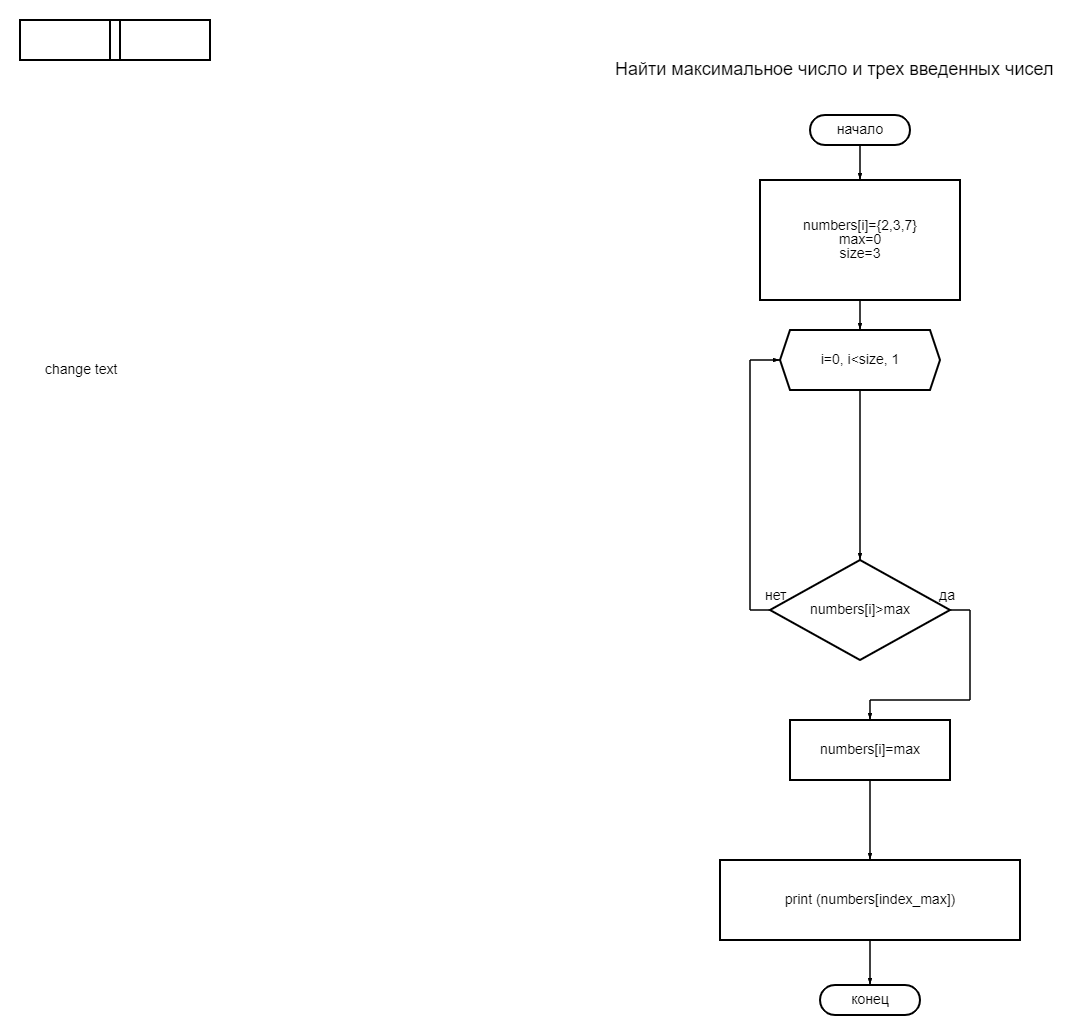 Найти максимальное число и трех введенных чисел
начало
numbers[i]={2,3,7}
max=0
size=3
i=0, i<size, 1
change text
нет
да
numbers[i]>max
numbers[i]=max
print (numbers[index_max])
конец